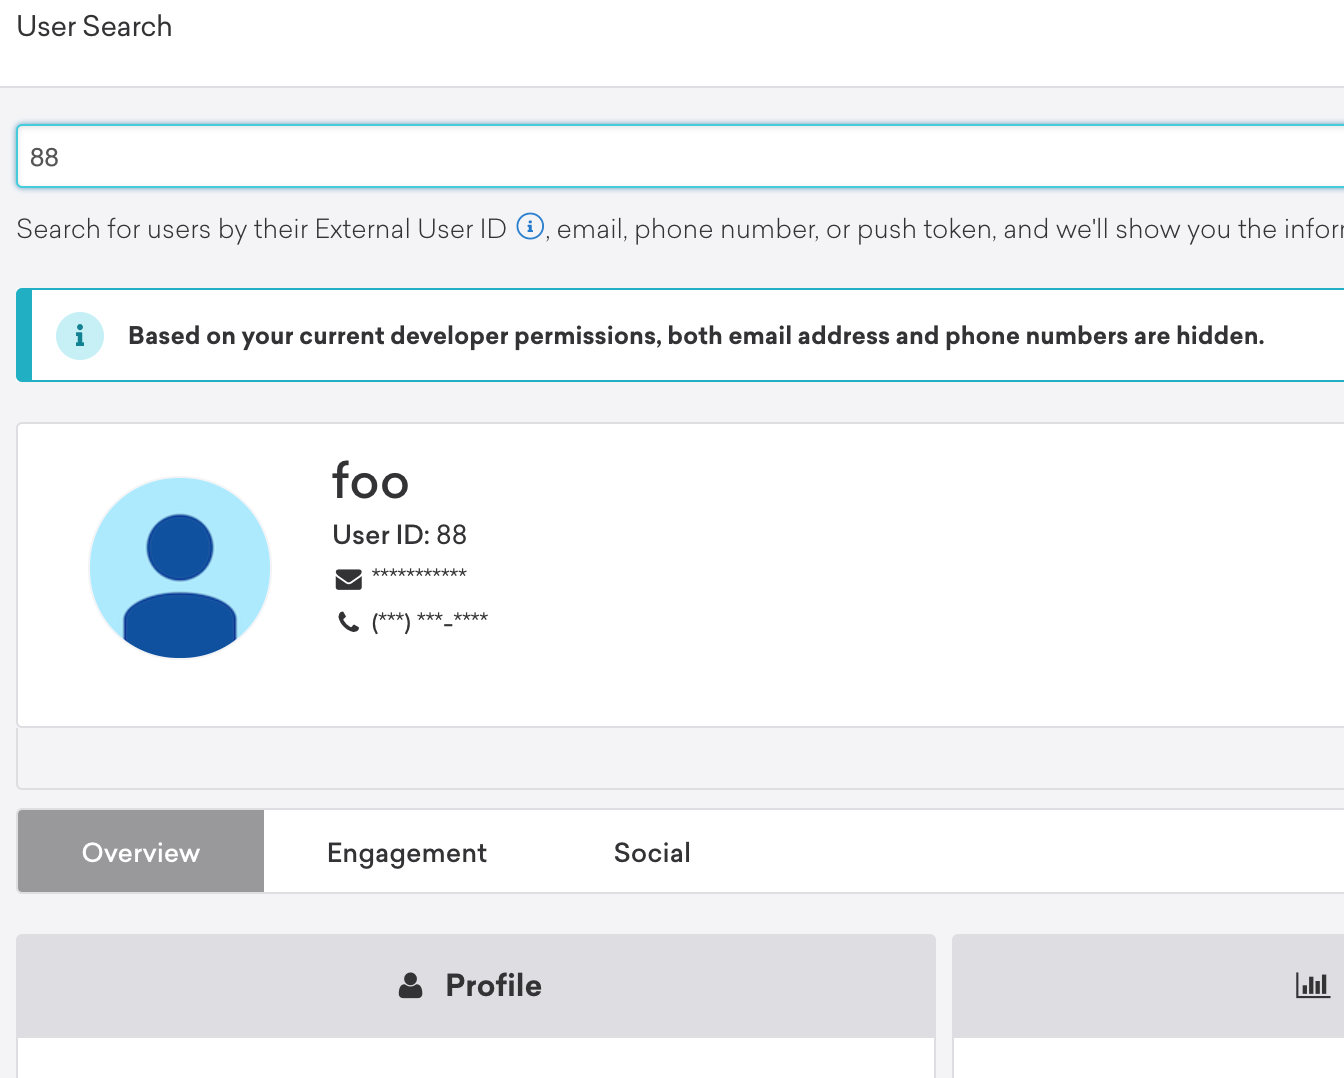 User Search
88
Search for users by their External User ID , email, phone number, or push token, and we'll show you the
Based on your current developer permissions, both email address and phone numbers are hidden.
foo
User ID: 88
***********
(***) ***-****
Overview Engagement Social
Profile